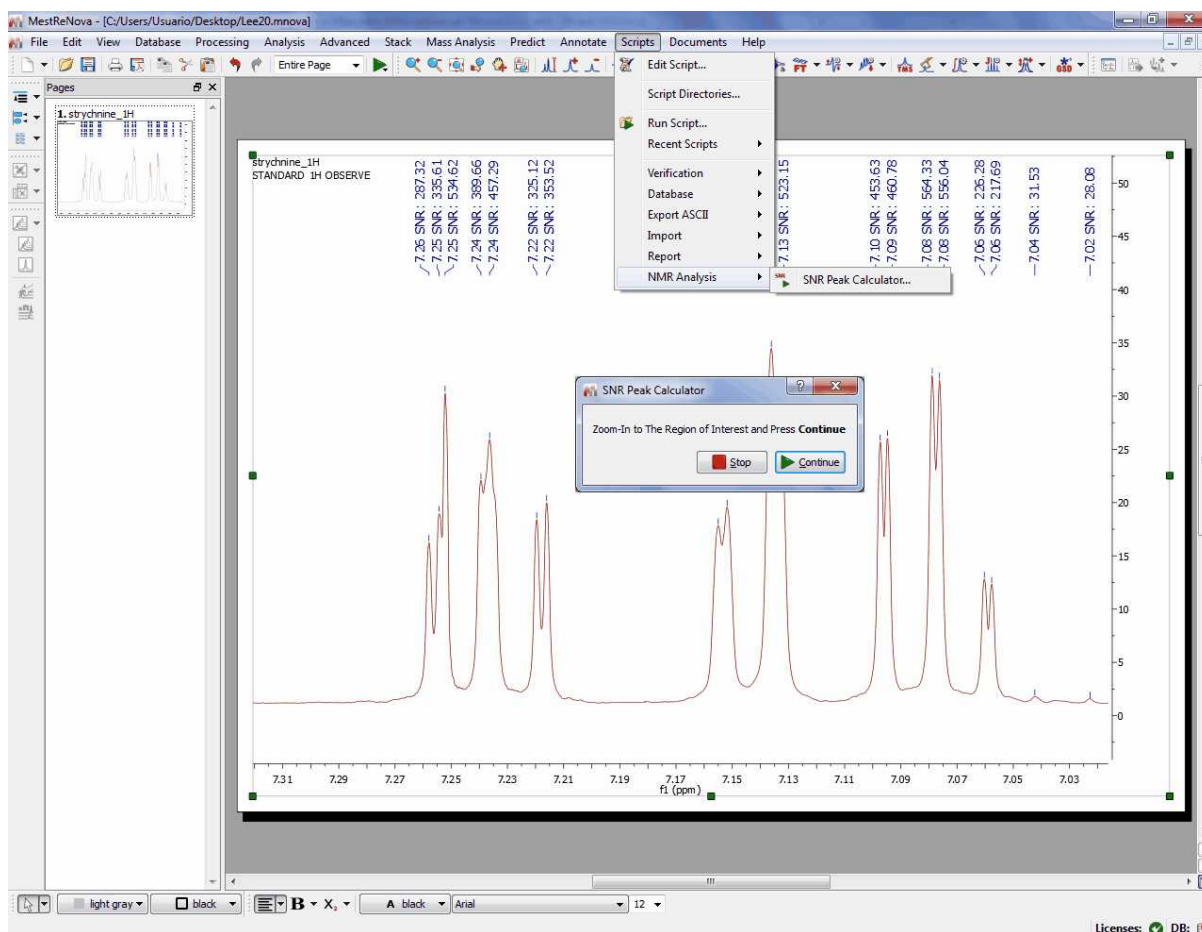 MestReNova - [C:/Users/Usuario/Desktop/Lee20.mnova]
File Edit View Database Processing Analysis Advanced Stack Mass Analysis Predict Annotate Scripts Documents Help
Entire Page
Pages
1. strychnine_1H
Edit Script...
Script Directories...
Run Script...
Recent Scripts
Verification
Database
Export ASCII
Import
Report
NMR Analysis
SNR Peak Calculator...
strychnine_1H
STANDARD 1H OBSERVE
7.26 SNR: 287.32
7.25 SNR: 335.61
7.25 SNR: 534.62
7.24 SNR: 389.66
7.24 SNR: 457.29
7.22 SNR: 325.12
7.22 SNR: 353.52
7.13 SNR: 523.15
7.10 SNR: 453.63
7.09 SNR: 460.78
7.08 SNR: 564.33
7.08 SNR: 556.04
7.06 SNR: 226.28
7.06 SNR: 217.69
7.04 SNR: 31.53
7.02 SNR: 28.08
50
45
40
35
30
25
20
15
10
5
0
SNR Peak Calculator
Zoom-In to The Region of Interest and Press Continue
Stop Continue
7.31 7.29 7.27 7.25 7.23 7.21 7.19 7.17 7.15 7.13 7.11 7.09 7.07 7.05 7.03
f1 (ppm)
light gray black B X A black Arial 12
Licenses: DB: